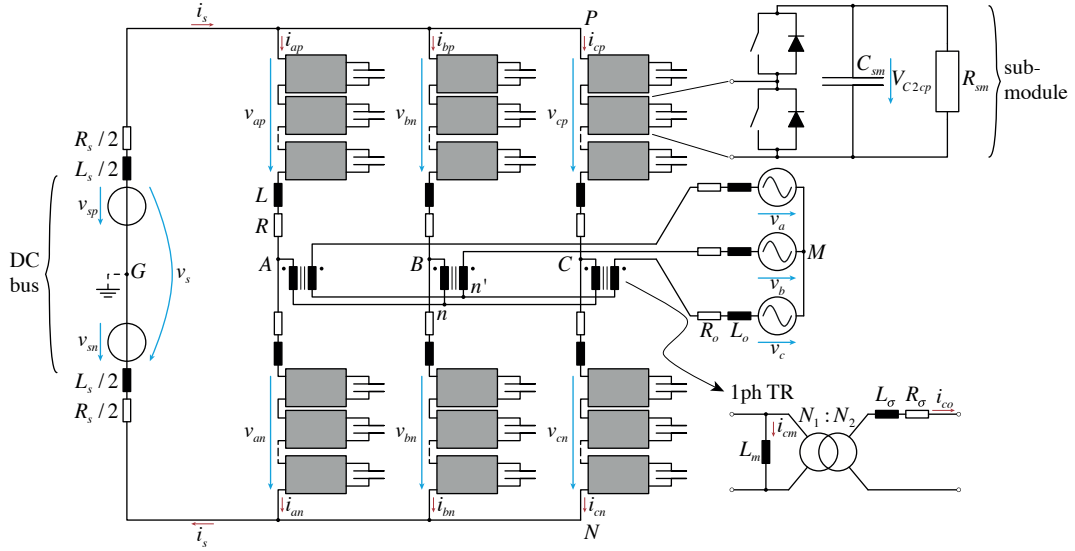 i_s
P
i_ap
i_bp
i_cp
v_ap
v_bn
v_cp
C_sm
V_C2cp
R_sm
sub-
module
R_s / 2
L_s / 2
v_sp
DC
bus
G
v_s
v_sn
L_s / 2
R_s / 2
L
R
A
B
C
n'
n
v_a
M
v_b
R_o
L_o
v_c
1ph TR
N_1 : N_2
L_σ
R_σ
i_co
i_cm
L_m
v_an
v_bn
v_cn
i_an
i_bn
i_cn
i_s
N